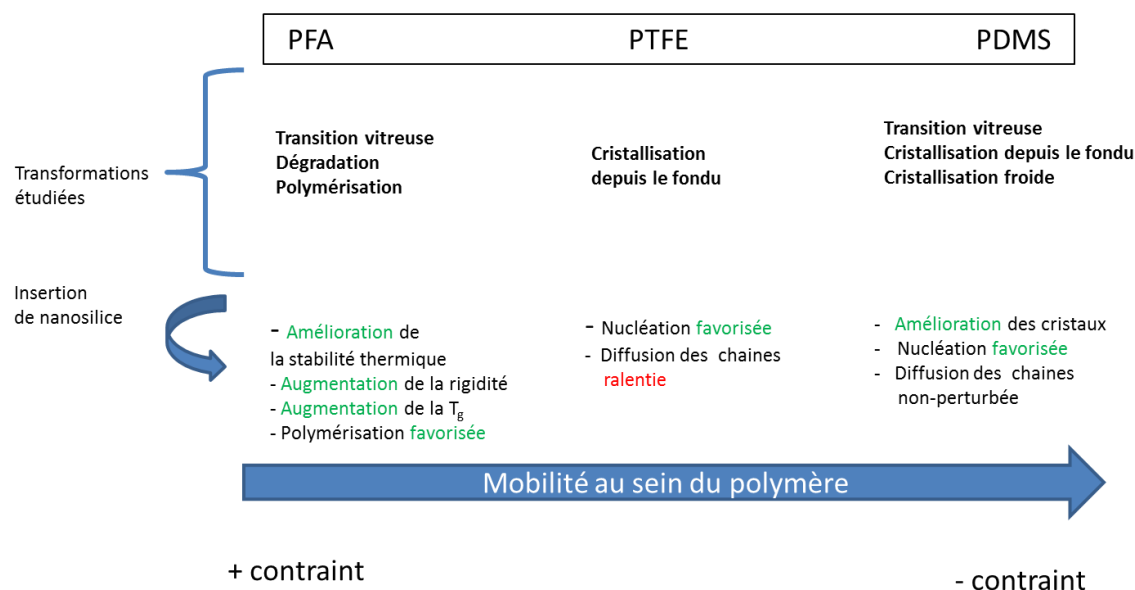 PFA PTFE PDMS
Transformations
étudiées
Transition vitreuse
Dégradation
Polymérisation
Cristallisation
depuis le fondu
Transition vitreuse
Cristallisation depuis le fondu
Cristallisation froide
Insertion
de nanosilice
- Amélioration de
la stabilité thermique
- Augmentation de la rigidité
- Augmentation de la Tg
- Polymérisation favorisée
- Nucléation favorisée
- Diffusion des chaines
ralentie
- Amélioration des cristaux
- Nucléation favorisée
- Diffusion des chaines
non-perturbée
Mobilité au sein du polymère
+ contraint
- contraint